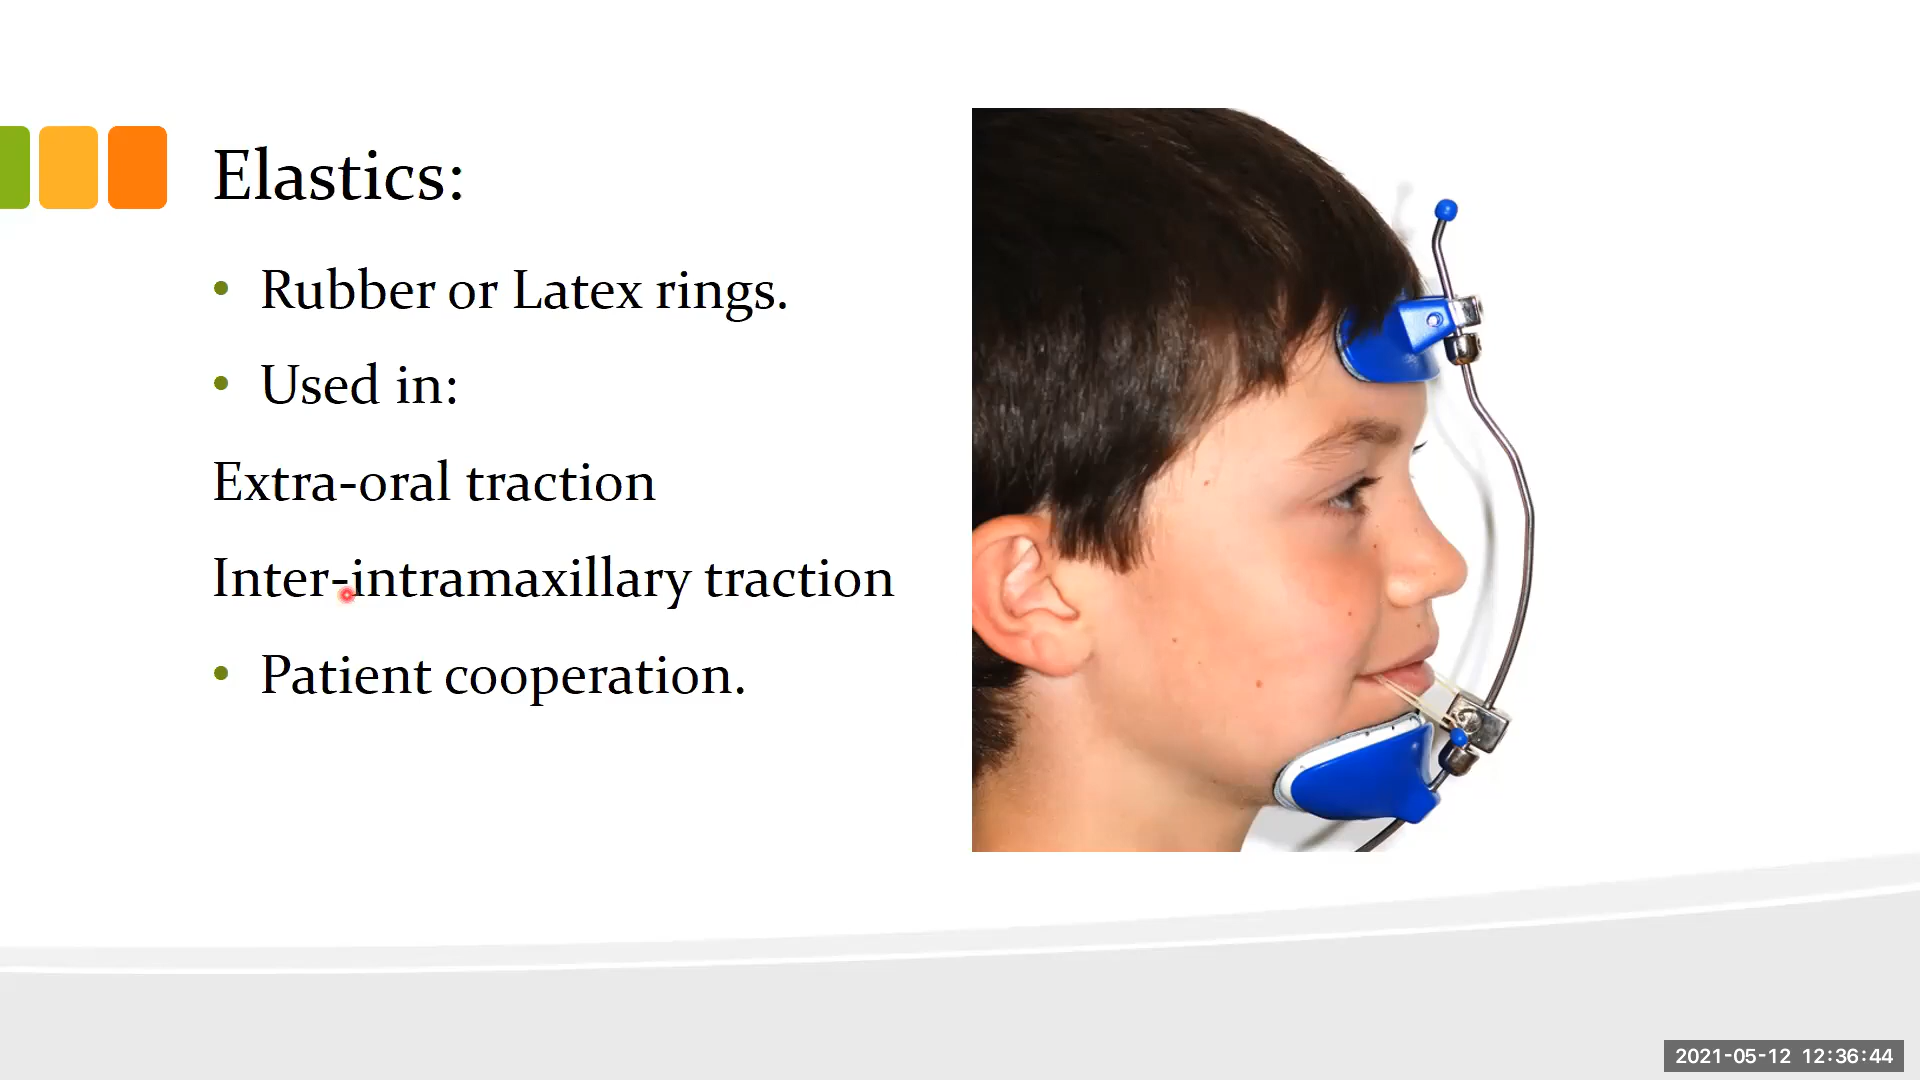 Elastics:
• Rubber or Latex rings.
• Used in:
Extra-oral traction
Inter-intramaxillary traction
• Patient cooperation.
2021-05-12 12:36:44